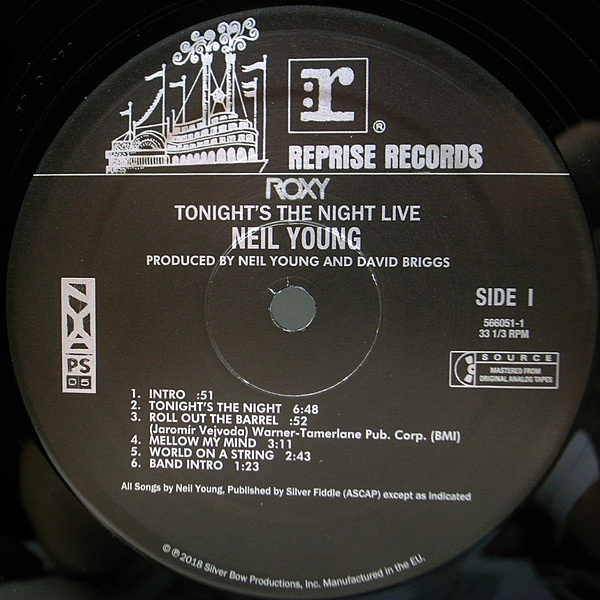 r
®
REPRISE RECORDS
ROXY
TONIGHT'S THE NIGHT LIVE
NEIL YOUNG
PRODUCED BY NEIL YOUNG AND DAVID BRIGGS
SIDE 1
566051-1
33 1/3 RPM
NYA
PS
05
SOURCE
MASTERED FROM
ORIGINAL ANALOG TAPES
1. INTRO :51
2. TONIGHT'S THE NIGHT 6:48
3. ROLL OUT THE BARREL :52
(Jaromír Vejvoda) Warner-Tamerlane Pub. Corp. (BMI)
4. MELLOW MY MIND 3:11
5. WORLD ON A STRING 2:43
6. BAND INTRO 1:23
All Songs by Neil Young, Published by Silver Fiddle (ASCAP) except as indicated
© ℗ 2018 Silver Bow Productions, Inc. Manufactured in the EU.